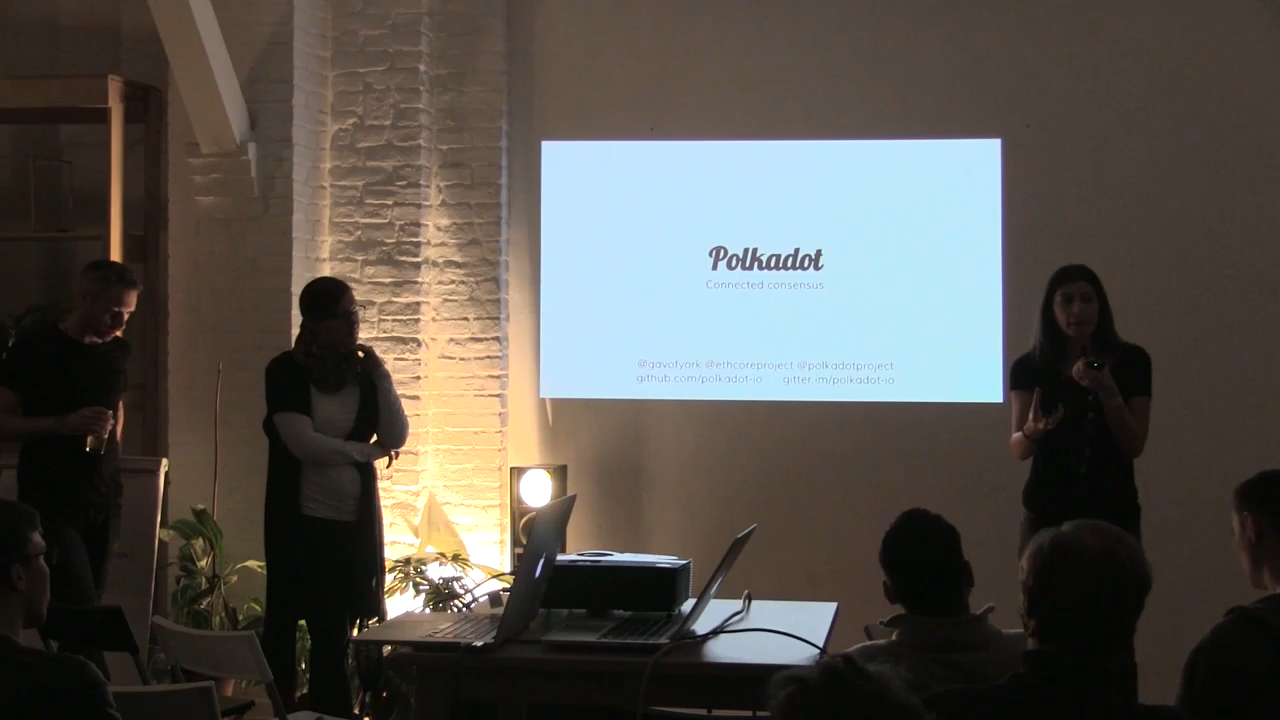 Polkadot
Connected consensus
@gavofyork @ethcoreproject @polkadotproject
github.com/polkadot-io gitter.im/polkadot-io